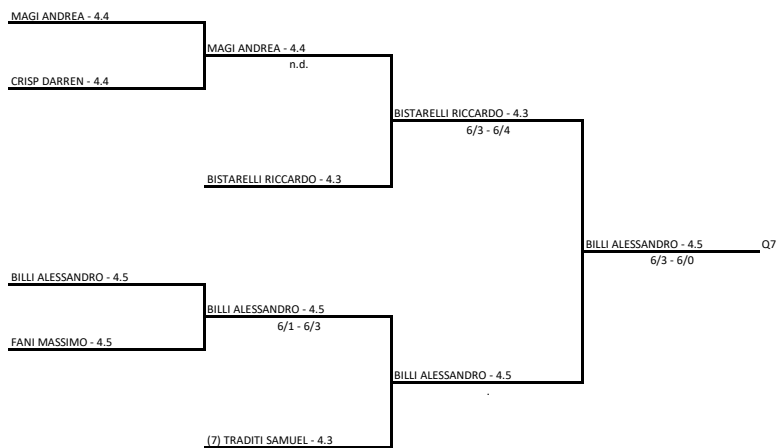 MAGI ANDREA - 4.4
MAGI ANDREA - 4.4
n.d.
CRISP DARREN - 4.4
BISTARELLI RICCARDO - 4.3
6/3 - 6/4
BISTARELLI RICCARDO - 4.3
BILLI ALESSANDRO - 4.5 Q7
6/3 - 6/0
BILLI ALESSANDRO - 4.5
BILLI ALESSANDRO - 4.5
6/1 - 6/3
FANI MASSIMO - 4.5
BILLI ALESSANDRO - 4.5
.
(7) TRADITI SAMUEL - 4.3